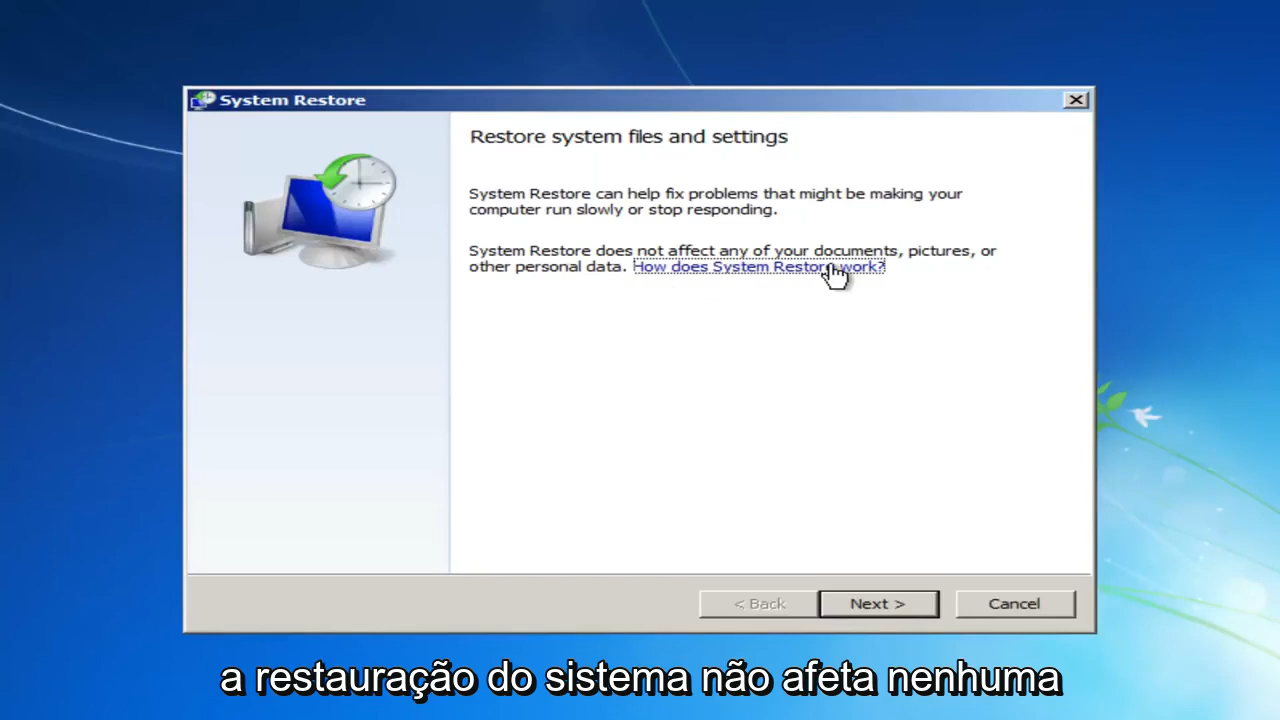 System Restore
Restore system files and settings
System Restore can help fix problems that might be making your
computer run slowly or stop responding.
System Restore does not affect any of your documents, pictures, or
other personal data. How does System Restore work?
< Back
Next >
Cancel
a restauração do sistema não afeta nenhuma